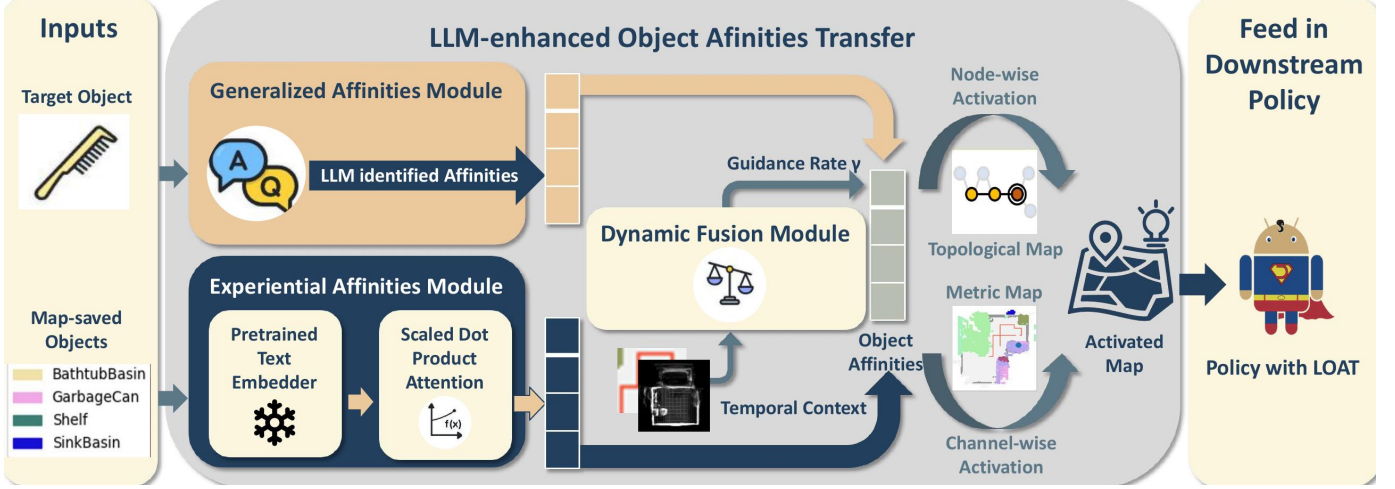 Inputs
Target Object
Map-saved
Objects
BathtubBasin
GarbageCan
Shelf
SinkBasin
LLM-enhanced Object Afinities Transfer
Generalized Affinities Module
A
Q
LLM identified Affinities
Experiential Affinities Module
Pretrained
Text
Embedder
Scaled Dot
Product
Attention
f(x)
Guidance Rate γ
Dynamic Fusion Module
Temporal Context
Object
Affinities
Node-wise
Activation
Topological Map
Metric Map
Channel-wise
Activation
Activated
Map
Feed in
Downstream
Policy
S
Policy with LOAT